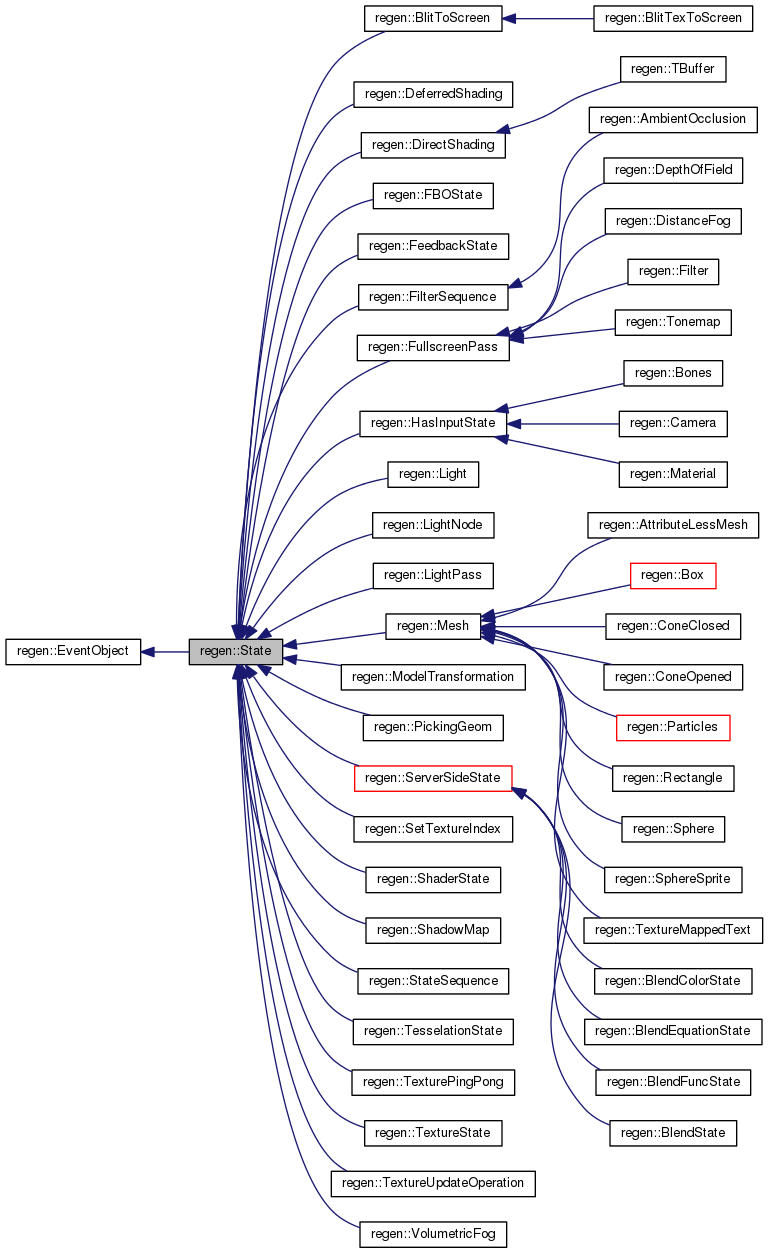 regen::BlitToScreen
regen::BlitTexToScreen
regen::TBuffer
regen::DeferredShading
regen::AmbientOcclusion
regen::DirectShading
regen::DepthOfField
regen::FBOState
regen::DistanceFog
regen::FeedbackState
regen::Filter
regen::FilterSequence
regen::Tonemap
regen::FullscreenPass
regen::Bones
regen::HasInputState
regen::Camera
regen::Light
regen::Material
regen::LightNode
regen::AttributeLessMesh
regen::LightPass
regen::Box
regen::Mesh
regen::ConeClosed
regen::EventObject
regen::State
regen::ModelTransformation
regen::ConeOpened
regen::PickingGeom
regen::Particles
regen::ServerSideState
regen::Rectangle
regen::SetTextureIndex
regen::Sphere
regen::ShaderState
regen::SphereSprite
regen::ShadowMap
regen::TextureMappedText
regen::StateSequence
regen::BlendColorState
regen::TesselationState
regen::BlendEquationState
regen::TexturePingPong
regen::BlendFuncState
regen::TextureState
regen::BlendState
regen::TextureUpdateOperation
regen::VolumetricFog